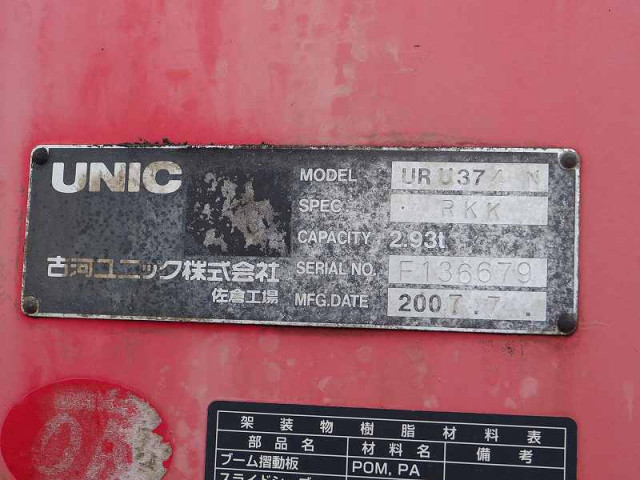 UNIC
古河ユニック株式会社
佐倉工場
MODEL
SPEC. RKK
CAPACITY 2.93t
SERIAL NO. F136679
MFG.DATE 2007.7.
架装物樹脂材料表
部品名 材料名 備考
ブーム摺動板 POM, PA